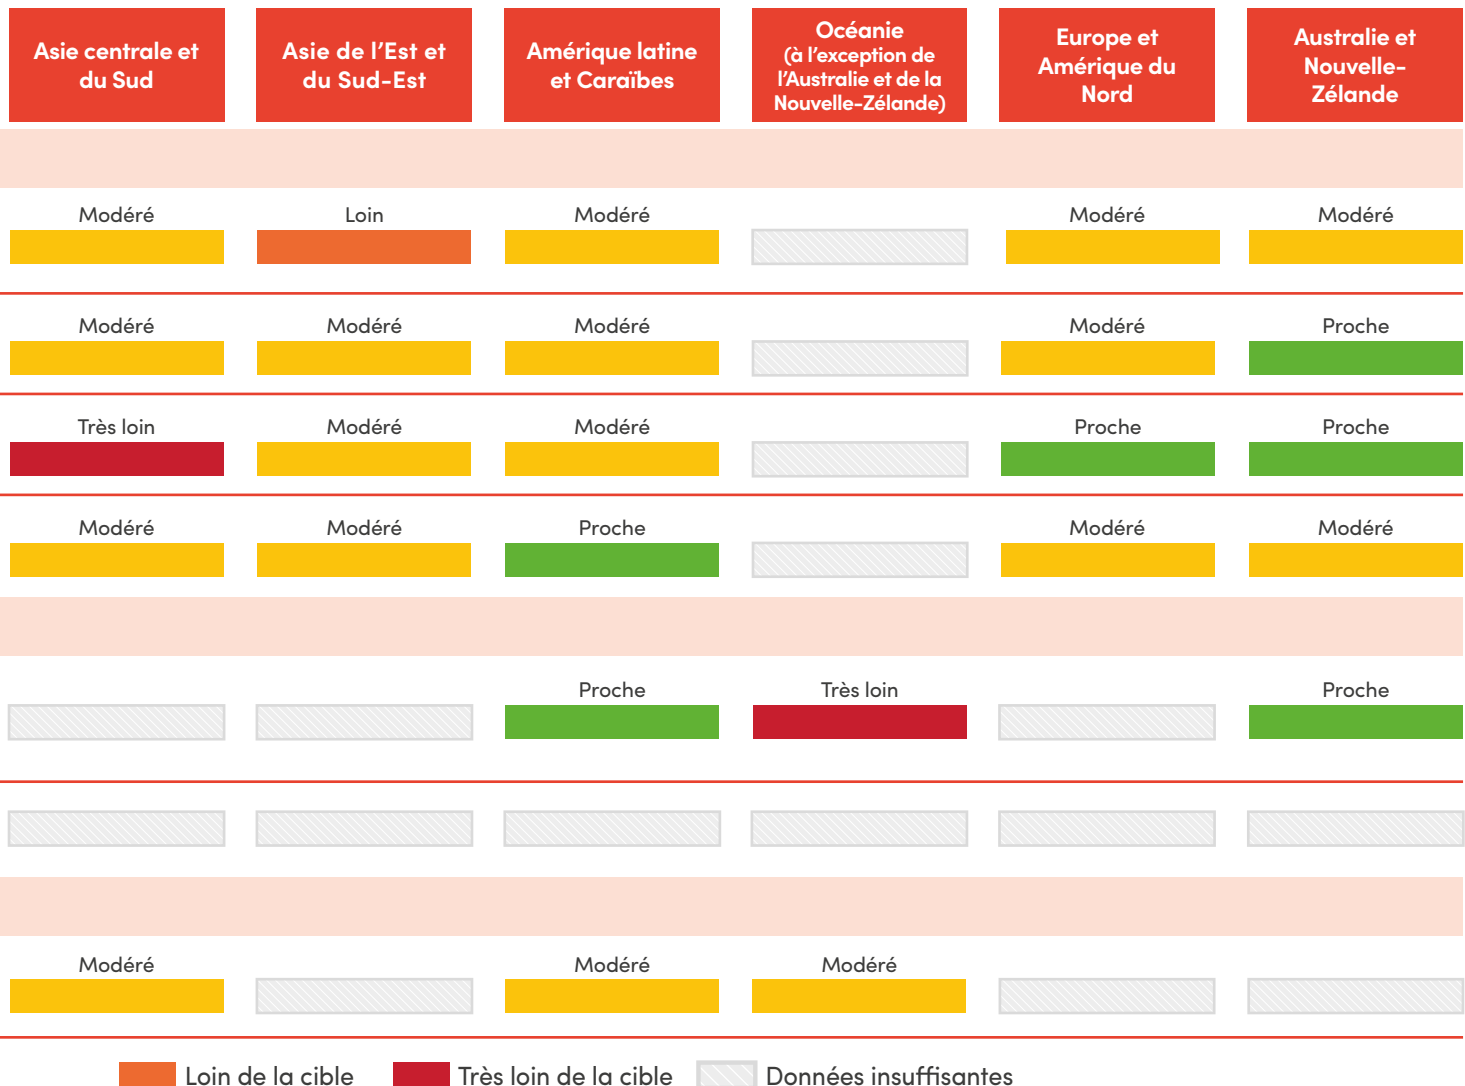 Asie centrale et
du Sud
Asie de l’Est et
du Sud-Est
Amérique latine
et Caraïbes
Océanie
(à l’exception de
l’Australie et de la
Nouvelle-Zélande)
Europe et
Amérique du
Nord
Australie et
Nouvelle-
Zélande
Modéré Loin Modéré Modéré Modéré
Modéré Modéré Modéré Modéré Proche
Très loin Modéré Modéré Proche Proche
Modéré Modéré Proche Modéré Modéré
Proche Très loin Proche
Modéré Modéré Modéré
Loin de la cible Très loin de la cible Données insuffisantes